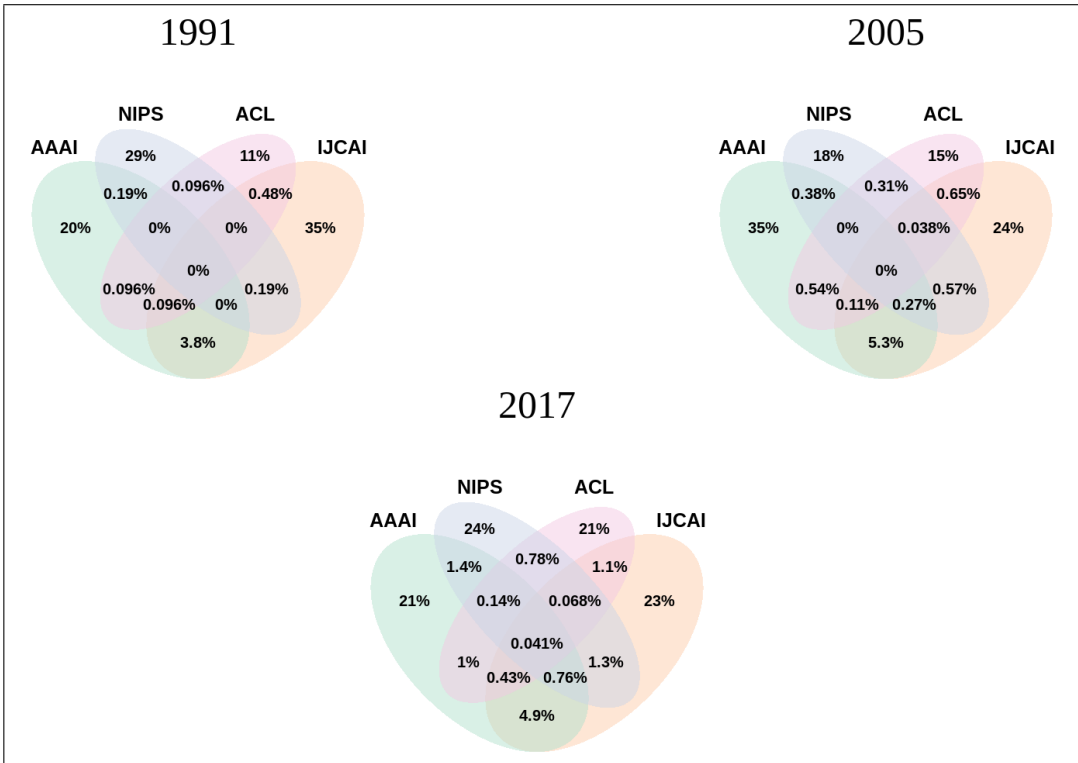 1991
NIPS ACL
AAAI IJCAI
29% 11%
0.19% 0.096% 0.48%
20% 0% 0% 35%
0%
0.096% 0.19%
0.096% 0%
3.8%
2005
NIPS ACL
AAAI IJCAI
18% 15%
0.38% 0.31% 0.65%
35% 0% 0.038% 24%
0%
0.54% 0.57%
0.11% 0.27%
5.3%
2017
NIPS ACL
AAAI IJCAI
24% 21%
1.4% 0.78% 1.1%
21% 0.14% 0.068% 23%
0.041%
1% 1.3%
0.43% 0.76%
4.9%